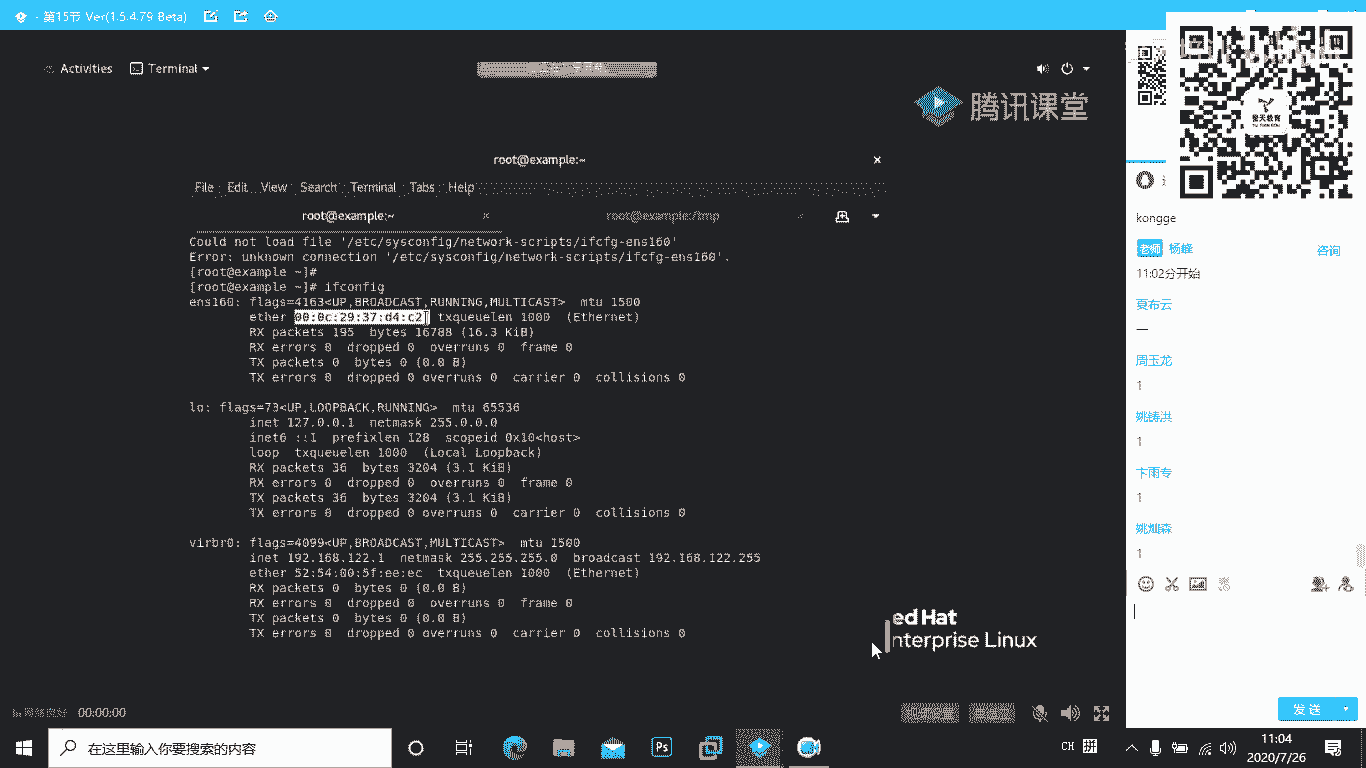 第15节 Ver(1.5.4.79 Beta)
Activities
Terminal
腾讯课堂
root@example:~
File Edit View Search Terminal Tabs Help
root@example:~
root@example:/tmp
Could not load file '/etc/sysconfig/network-scripts/ifcfg-ens160'
Error: unknown connection '/etc/sysconfig/network-scripts/ifcfg-ens160'.
[root@example ~]#
[root@example ~]# ifconfig
ens160: flags=4163<UP,BROADCAST,RUNNING,MULTICAST>  mtu 1500
ether 00:0c:29:37:d4:c2  txqueuelen 1000  (Ethernet)
RX packets 195  bytes 16788 (16.3 KiB)
RX errors 0  dropped 0  overruns 0  frame 0
TX packets 0  bytes 0 (0.0 B)
TX errors 0  dropped 0 overruns 0  carrier 0  collisions 0
lo: flags=73<UP,LOOPBACK,RUNNING>  mtu 65536
inet 127.0.0.1  netmask 255.0.0.0
inet6 ::1  prefixlen 128  scopeid 0x10<host>
loop  txqueuelen 1000  (Local Loopback)
RX packets 36  bytes 3204 (3.1 KiB)
RX errors 0  dropped 0  overruns 0  frame 0
TX packets 36  bytes 3204 (3.1 KiB)
TX errors 0  dropped 0 overruns 0  carrier 0  collisions 0
virbr0: flags=4099<UP,BROADCAST,MULTICAST>  mtu 1500
inet 192.168.122.1  netmask 255.255.255.0  broadcast 192.168.122.255
ether 52:54:00:5f:ee:ec  txqueuelen 1000  (Ethernet)
RX packets 0  bytes 0 (0.0 B)
RX errors 0  dropped 0  overruns 0  frame 0
TX packets 0  bytes 0 (0.0 B)
TX errors 0  dropped 0 overruns 0  carrier 0  collisions 0
ed Hat
nterprise Linux
00:00:00
kongge
老师 杨峰
咨询
11:02分开始
夏布云
一
周玉龙
1
姚铸洪
1
卞雨专
1
姚灿森
1
发送
在这里输入你要搜索的内容
Ps
CH 拼
11:04
2020/7/26